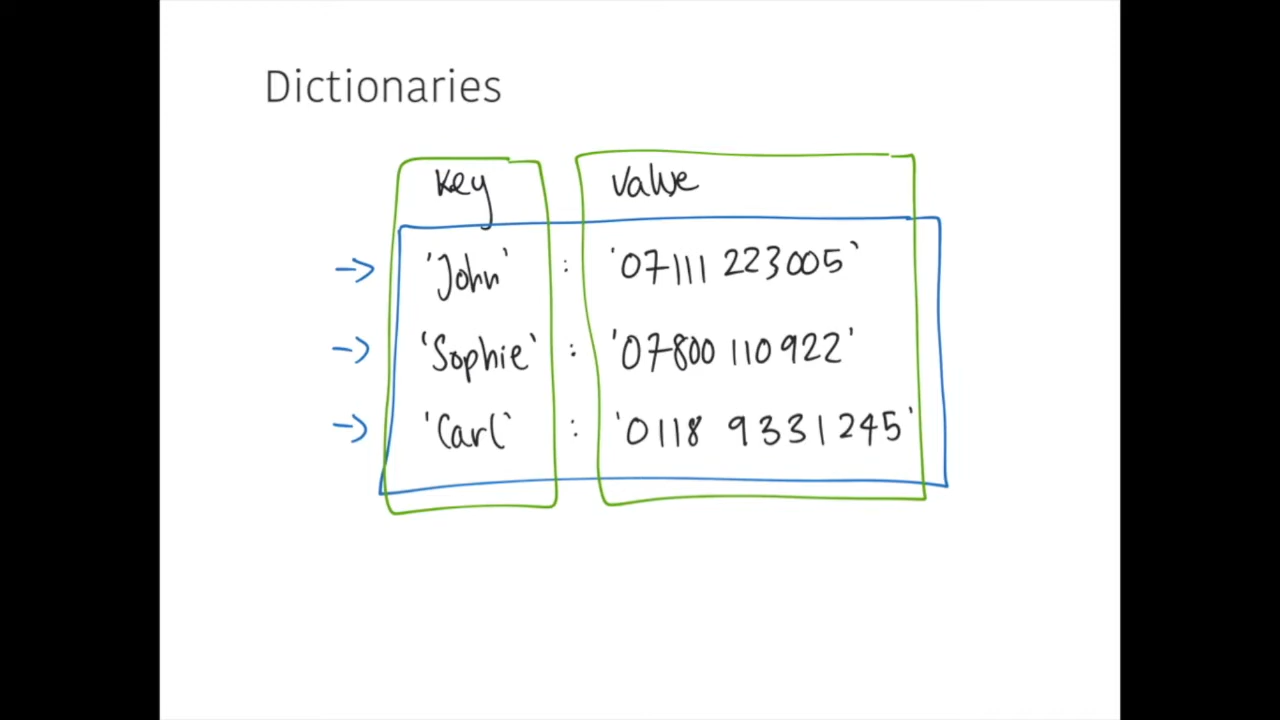 Dictionaries
Key Value
'John' : '07111 223005'
'Sophie' : '07800 110922'
'Carl' : '0118 9331245'